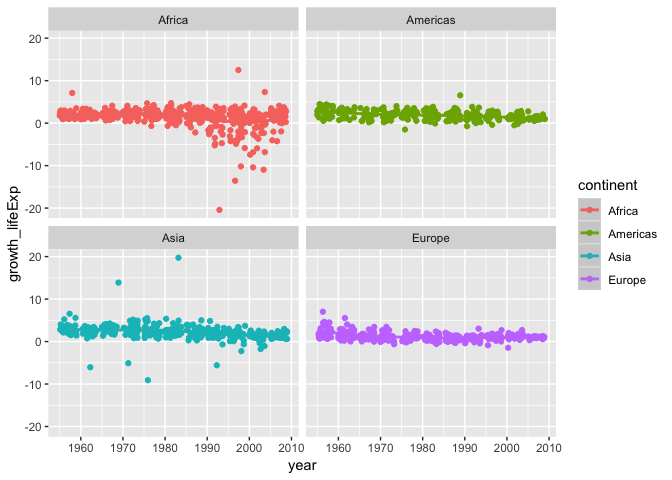 Africa
Americas
20
10
0
-10
-20
Asia
Europe
20
10
0
-10
-20
1960
1970
1980
1990
2000
2010
1960
1970
1980
1990
2000
2010
year
growth_lifeExp
continent
Africa
Americas
Asia
Europe